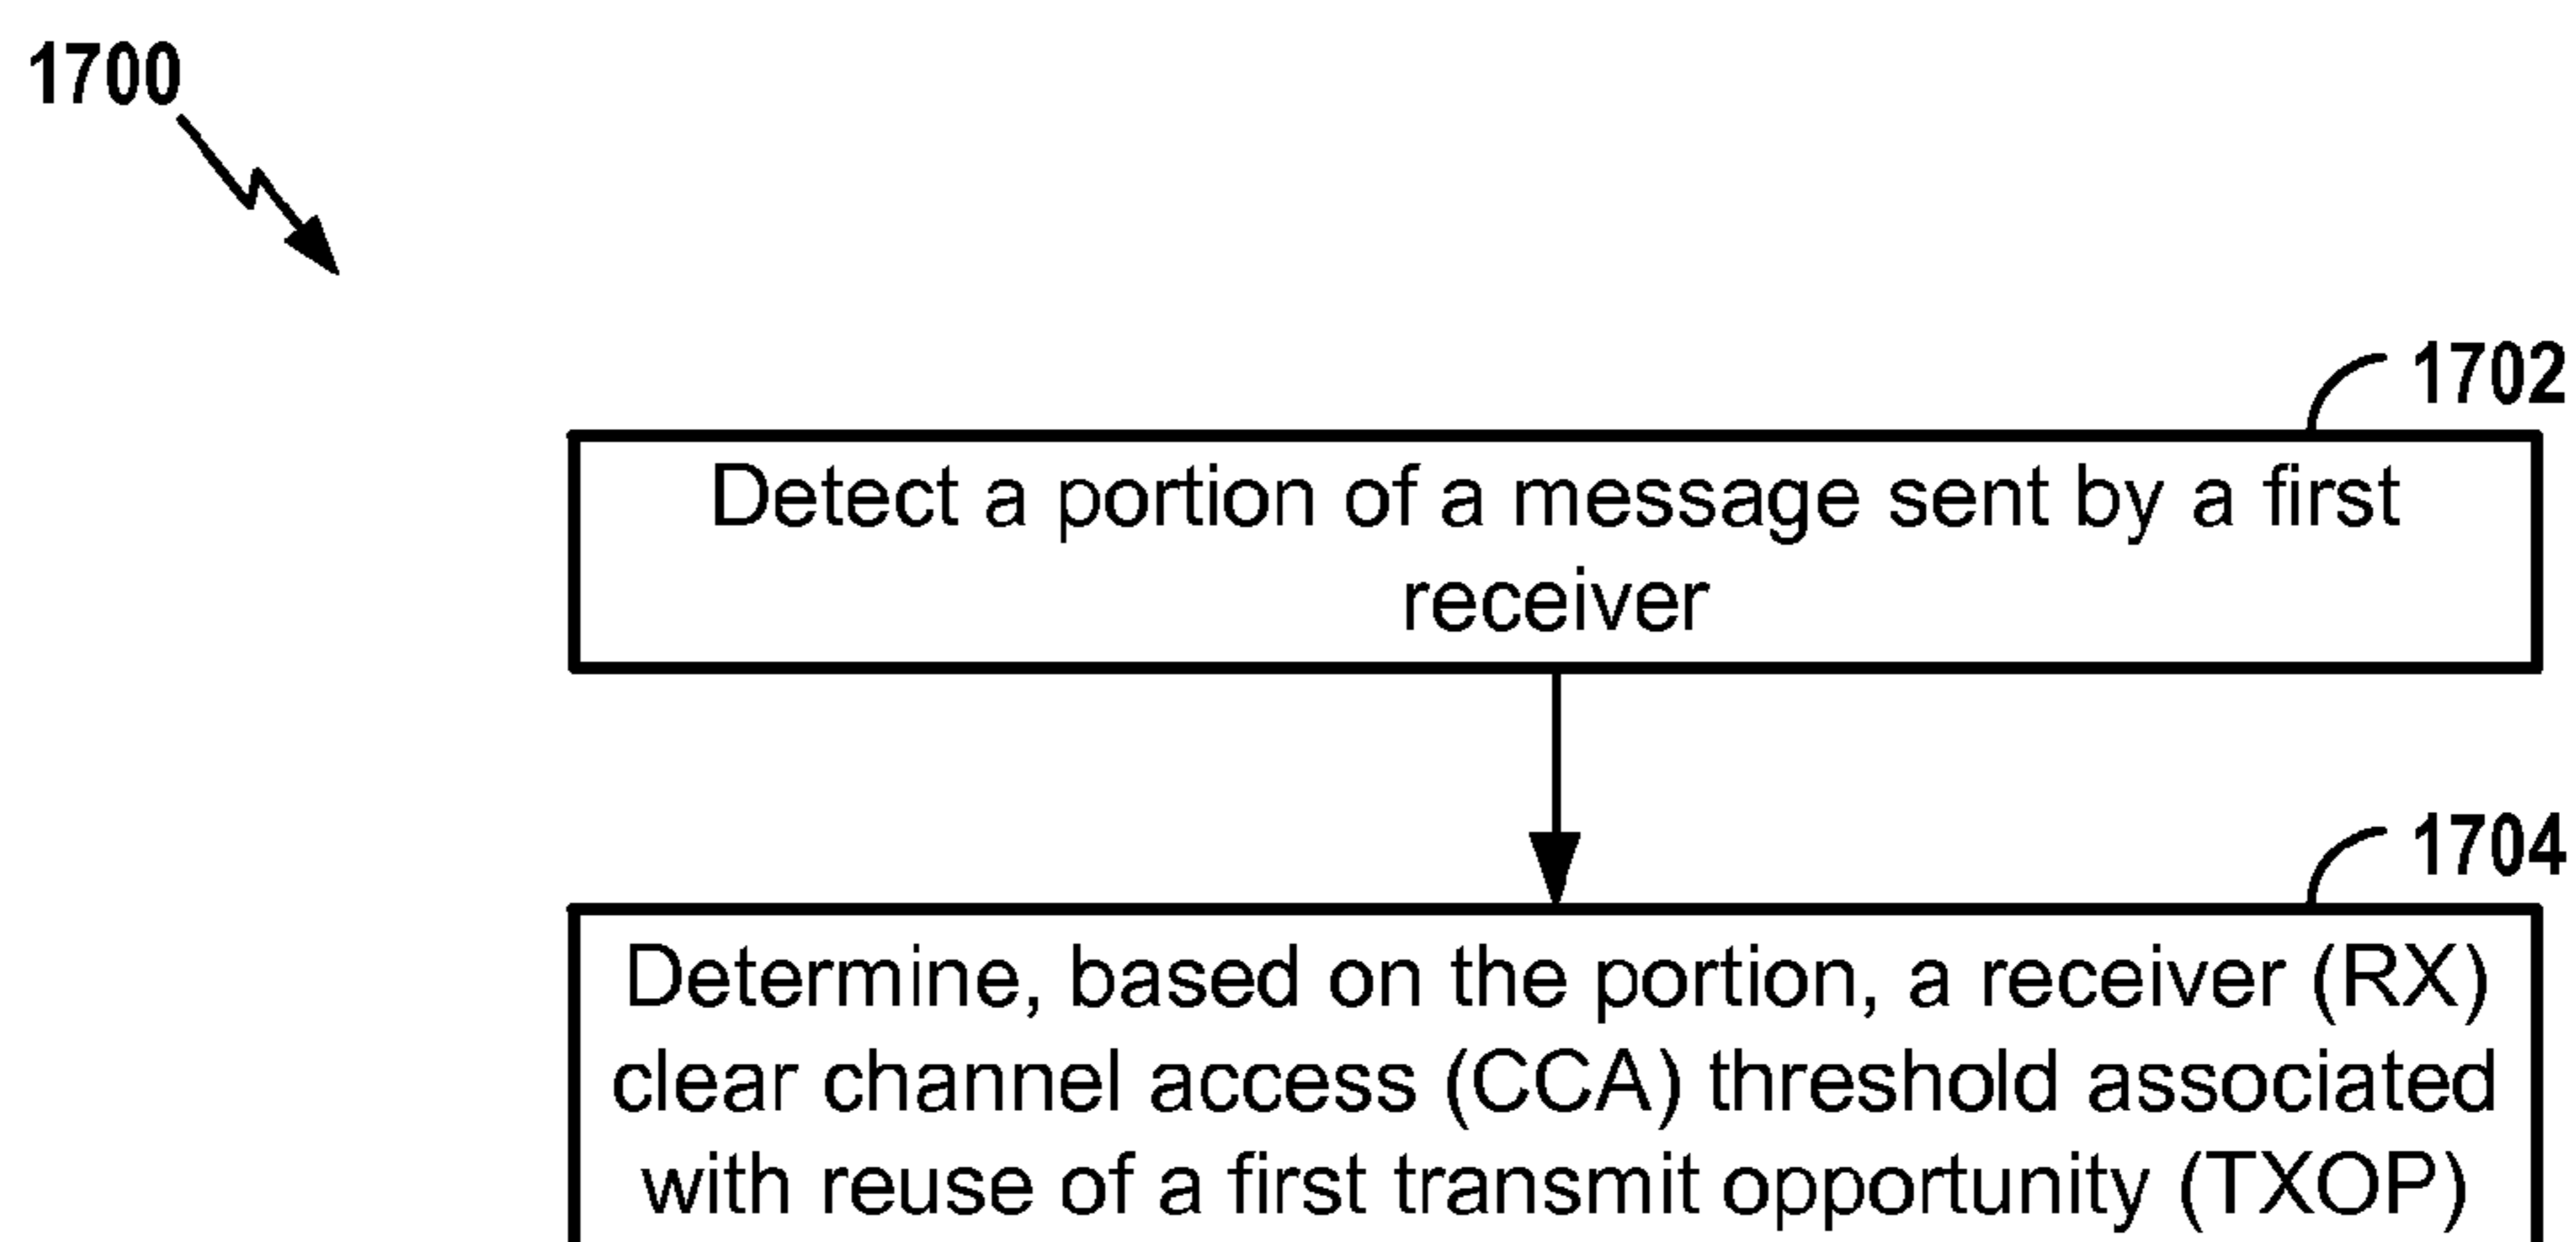 1700
1702
Detect a portion of a message sent by a first
receiver
1704
Determine, based on the portion, a receiver (RX)
clear channel access (CCA) threshold associated
with reuse of a first transmit opportunity (TXOP)